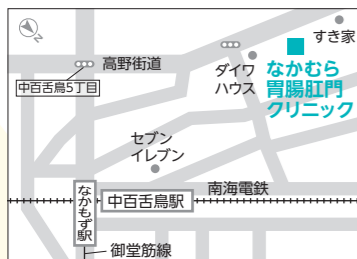 すき家
高野街道
中百舌鳥5丁目
ダイワ
ハウス
なかむら
胃腸肛門
クリニック
セブン
イレブン
南海電鉄
なかもず駅
中百舌鳥駅
御堂筋線